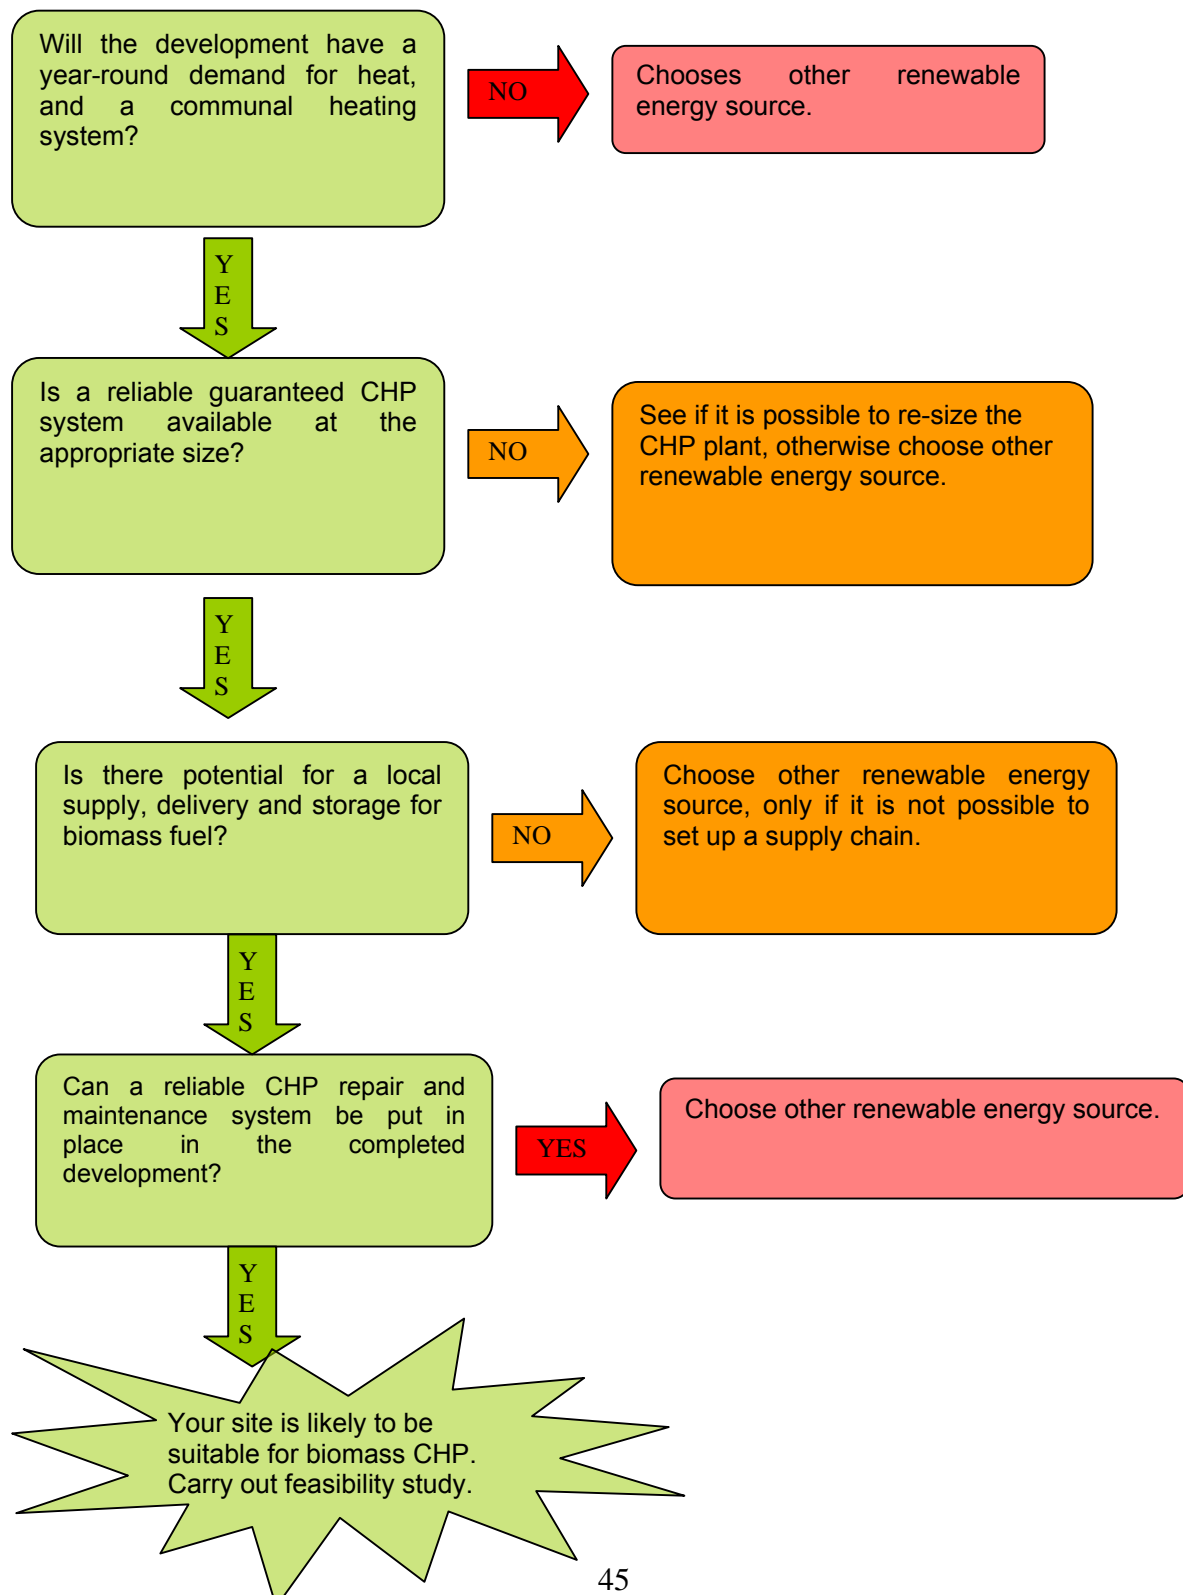 Will the development have a
year-round demand for heat,
and a communal heating
system?
NO
Chooses other renewable
energy source.
Y
E
S
Is a reliable guaranteed CHP
system available at the
appropriate size?
NO
See if it is possible to re-size the
CHP plant, otherwise choose other
renewable energy source.
Y
E
S
Is there potential for a local
supply, delivery and storage for
biomass fuel?
NO
Choose other renewable energy
source, only if it is not possible to
set up a supply chain.
Y
E
S
Can a reliable CHP repair and
maintenance system be put in
place in the completed
development?
YES
Choose other renewable energy source.
Y
E
S
Your site is likely to be
suitable for biomass CHP.
Carry out feasibility study.
45